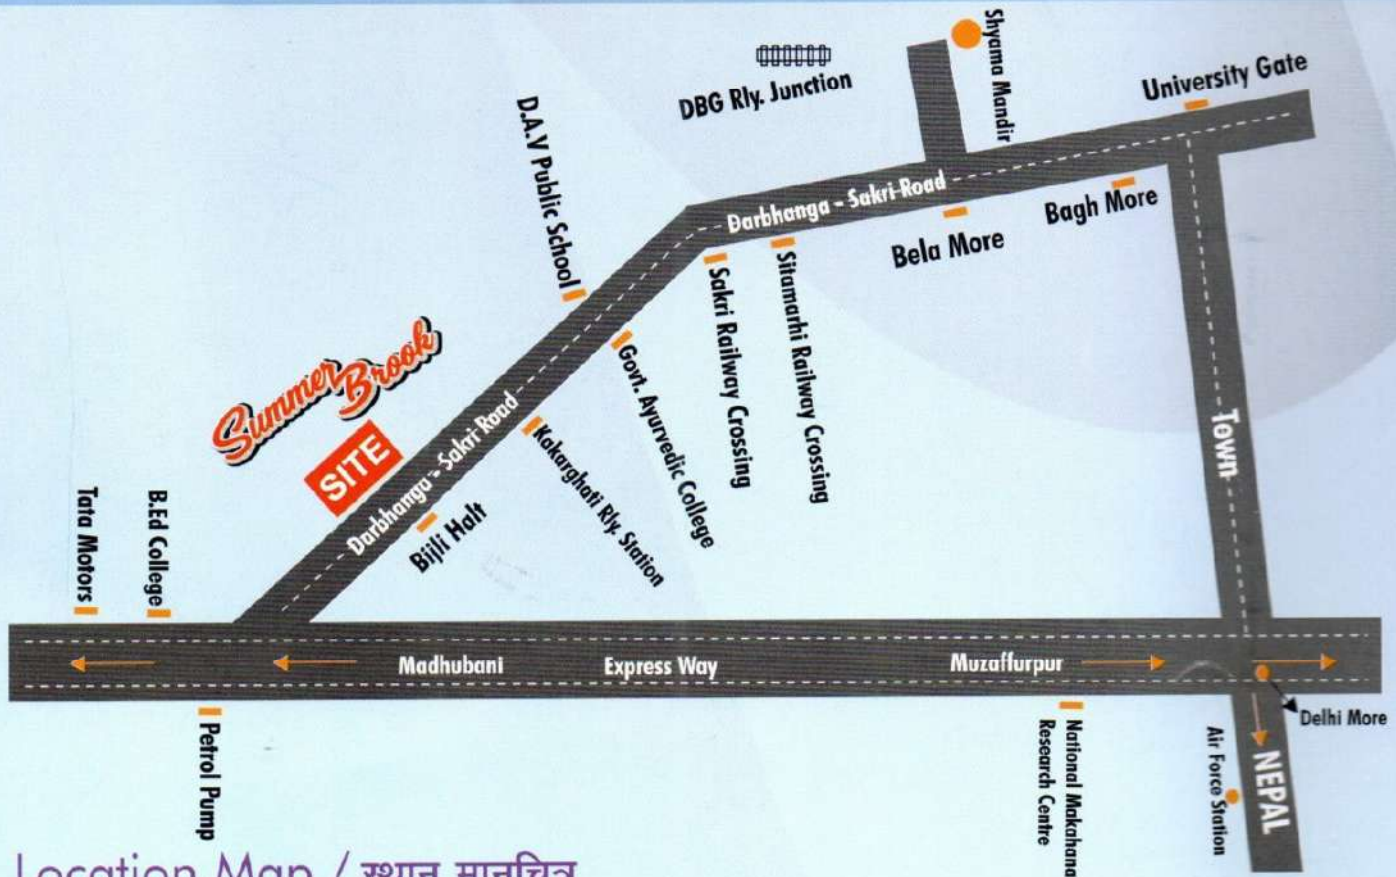 Shyama Mandir
DBG Rly. Junction
University Gate
D.A.V Public School
Darbhanga - Sakri Road
Bagh More
Bela More
Sitamarhi Railway Crossing
Sakri Railway Crossing
Govt. Ayurvedic College
Summer Brook
SITE
Darbhanga - Sakri Road
Kakarghati Rly. Station
Bijli Halt
Town
Tata Motors
B.Ed College
Madhubani
Express Way
Muzaffurpur
Petrol Pump
National Makahana
Research Centre
Air Force Station
Delhi More
NEPAL
Location Map / स्थान मानचित्र